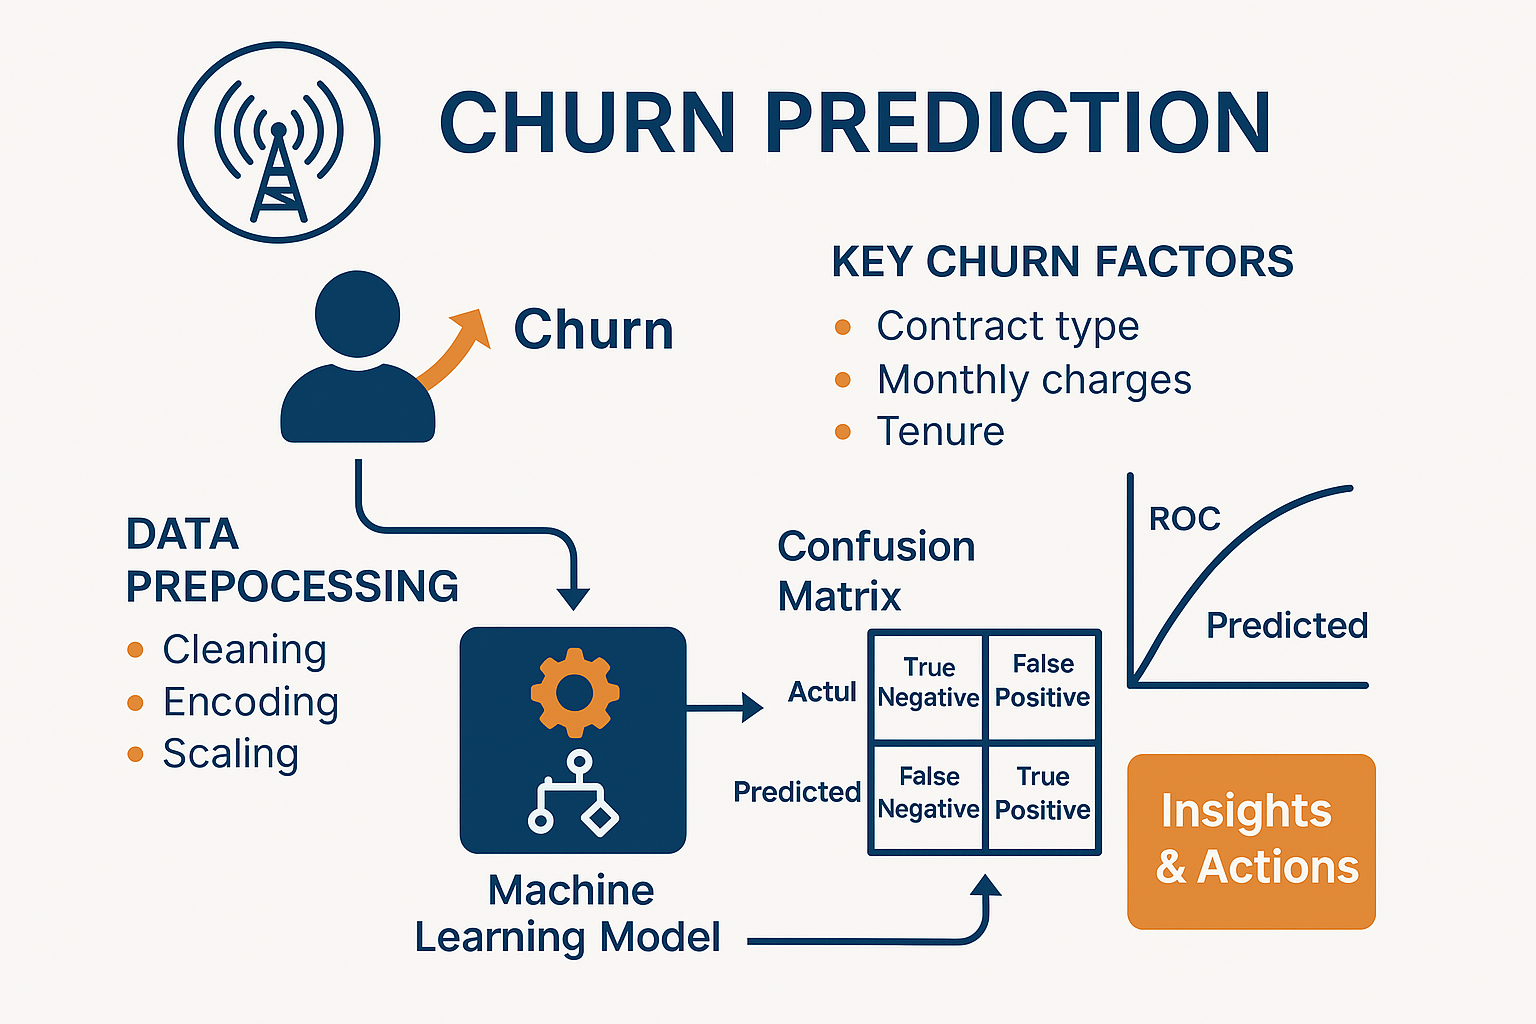 CHURN PREDICTION
Churn
KEY CHURN FACTORS
• Contract type
• Monthly charges
• Tenure
DATA
PREPOCESSING
• Cleaning
• Encoding
• Scaling
Machine
Learning Model
Confusion
Matrix
Actul
True
Negative
False
Positive
Predicted
False
Negative
True
Positive
ROC
Predicted
Insights
& Actions